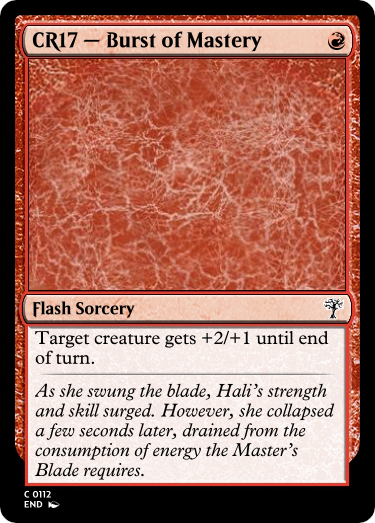 CR17 — Burst of Mastery
Flash Sorcery
Target creature gets +2/+1 until end
of turn.
As she swung the blade, Hali's strength
and skill surged. However, she collapsed
a few seconds later, drained from the
consumption of energy the Master's
Blade requires.
C 0112
END